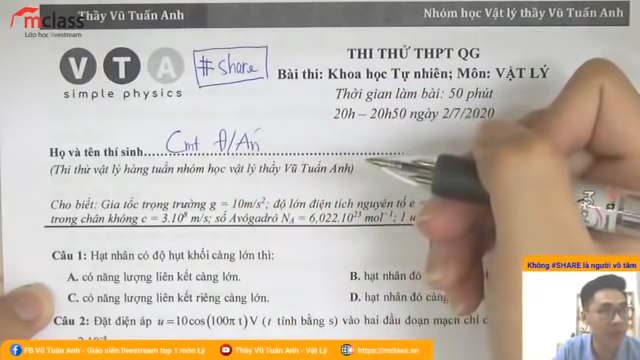 mclass
Lớp học livestream
Thầy Vũ Tuấn Anh
Nhóm học Vật lý thầy Vũ Tuấn Anh
VTA
simple physics
#share
THI THỬ THPT QG
Bài thi: Khoa học Tự nhiên; Môn: VẬT LÝ
Thời gian làm bài: 50 phút
20h – 20h50 ngày 2/7/2020
Cmt Đ/Án
Họ và tên thí sinh
(Thi thử vật lý hàng tuần nhóm học vật lý thầy Vũ Tuấn Anh)
Cho biết: Gia tốc trọng trường g = 10m/s²; độ lớn điện tích nguyên tố e =
trong chân không c = 3.10⁸ m/s; số Avôgadrô Nₐ = 6,022.10²³ mol⁻¹; 1 u
Câu 1: Hạt nhân có độ hụt khối càng lớn thì:
A. có năng lượng liên kết càng lớn.
B. hạt nhân đó
C. có năng lượng liên kết riêng càng lớn.
D. hạt nhân đó càng
Câu 2: Đặt điện áp u = 10cos(100πt) V (t tính bằng s) vào hai đầu đoạn mạch chỉ c
Không #SHARE là người vô tâm
FB Vũ Tuấn Anh - Giáo viên livestream top 1 môn Lý
Thầy Vũ Tuấn Anh - Vật Lý
https://mclass.vn